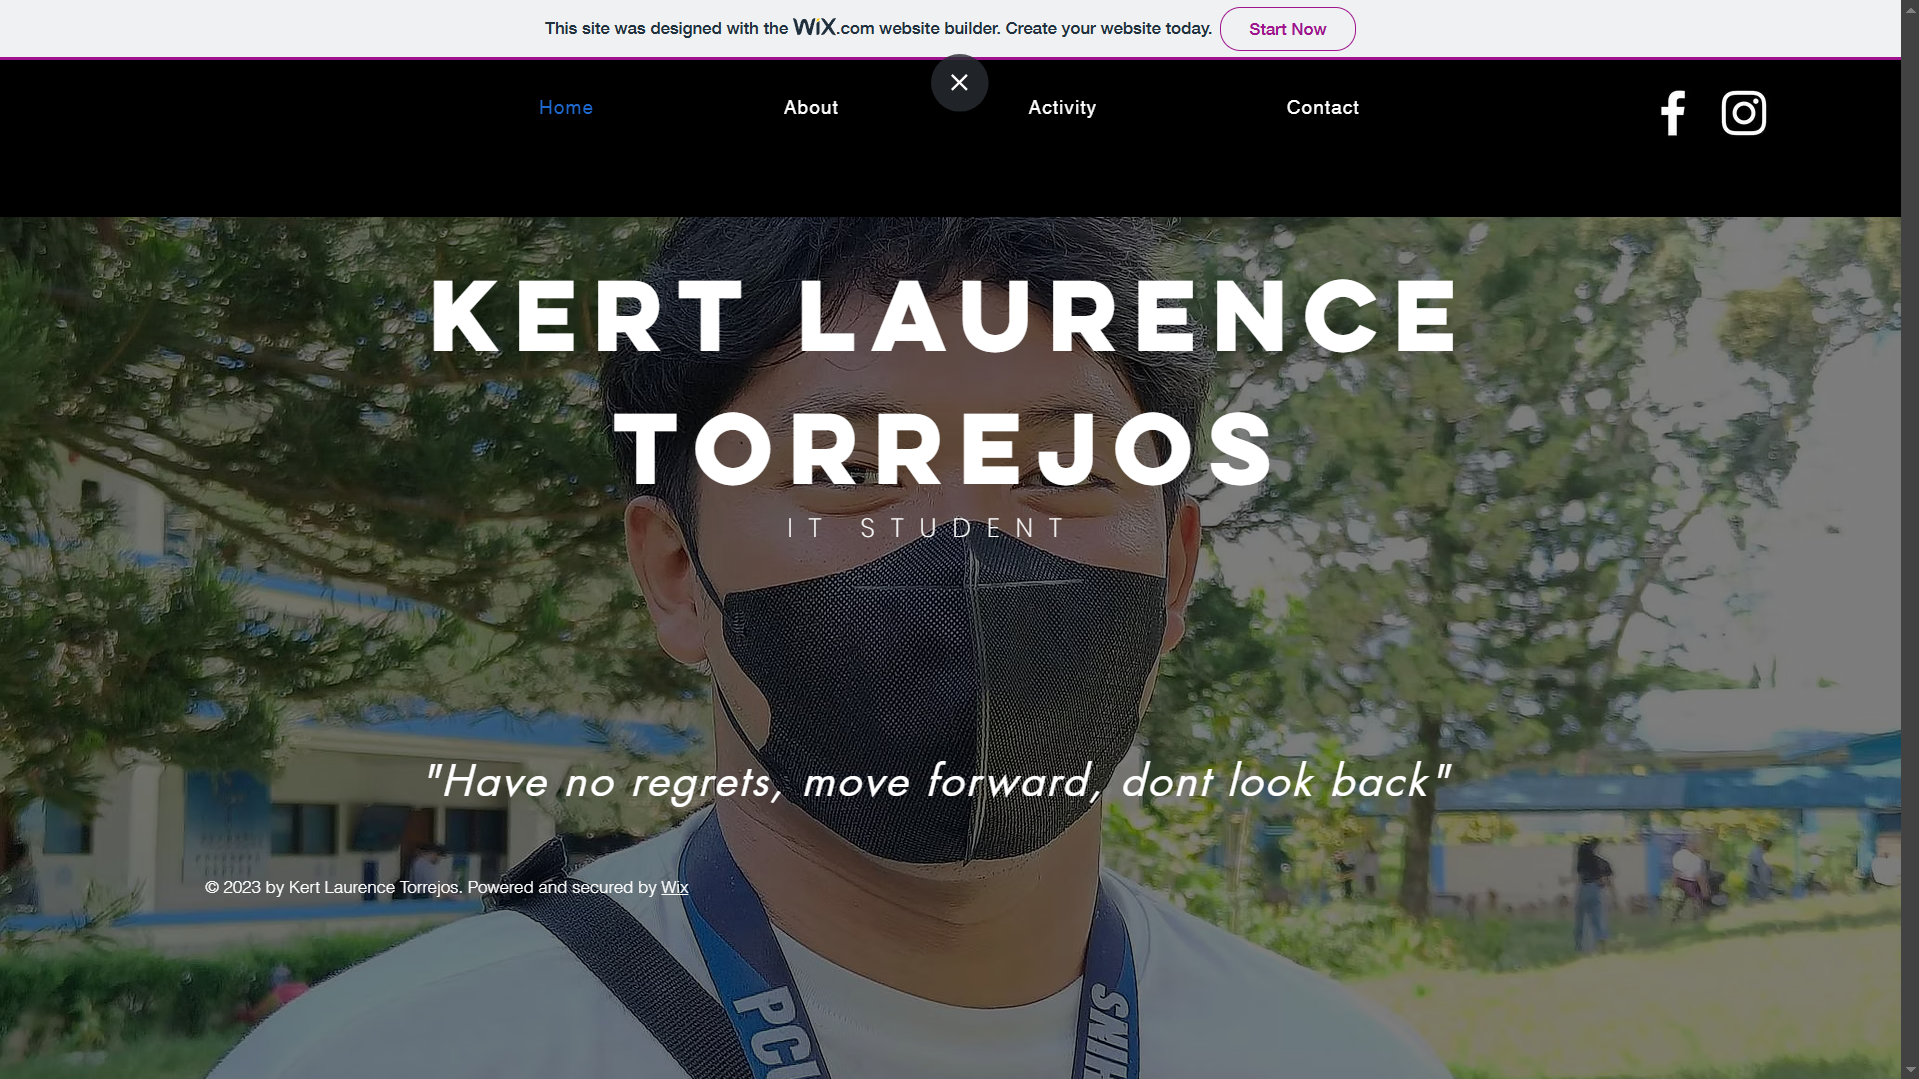 This site was designed with the WiX.com website builder. Create your website today. Start Now
Home About Activity Contact
KERT LAURENCE
TORREJOS
IT STUDENT
"Have no regrets, move forward, dont look back"
© 2023 by Kert Laurence Torrejos. Powered and secured by Wix